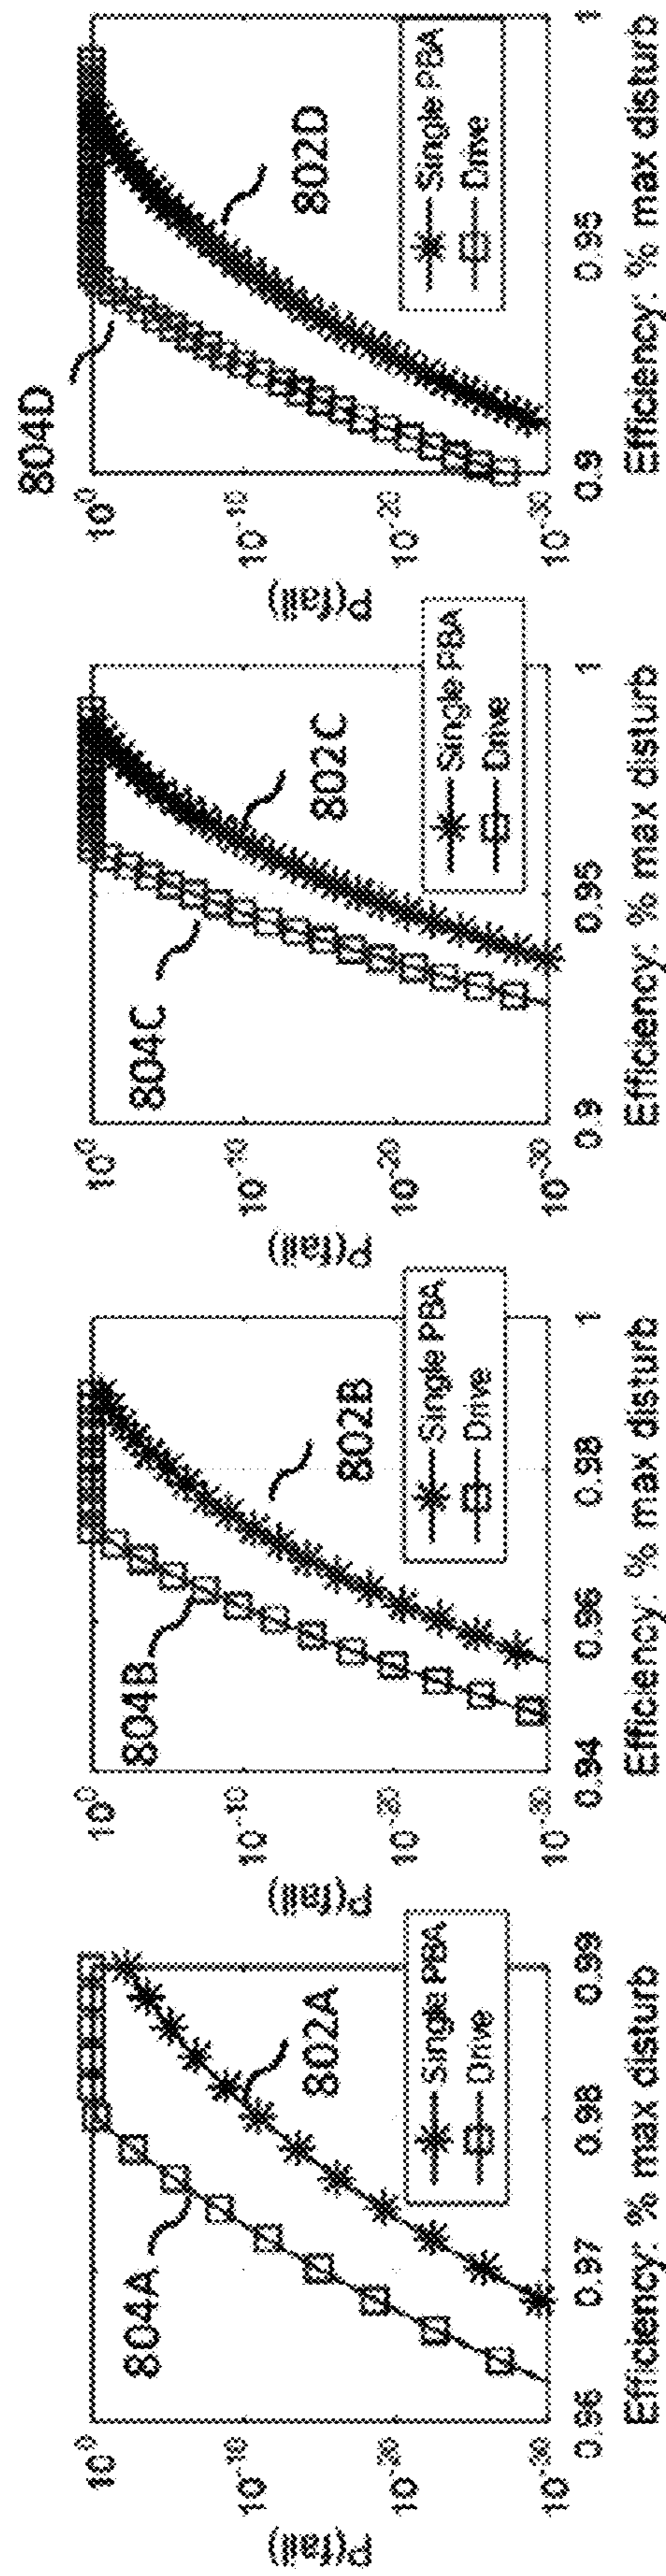 P(fail)
10^0
10^-10
10^-20
10^-30
804A
802A
Single PBA
Drive
0.96
0.97
0.98
0.99
Efficiency: % max disturb
P(fail)
10^0
10^-10
10^-20
10^-30
804B
802B
Single PBA
Drive
0.94
0.96
0.98
1
Efficiency: % max disturb
P(fail)
10^0
10^-10
10^-20
10^-30
804C
802C
Single PBA
Drive
0.9
0.95
1
Efficiency: % max disturb
P(fail)
10^0
10^-10
10^-20
10^-30
804D
802D
Single PBA
Drive
0.9
0.95
1
Efficiency: % max disturb